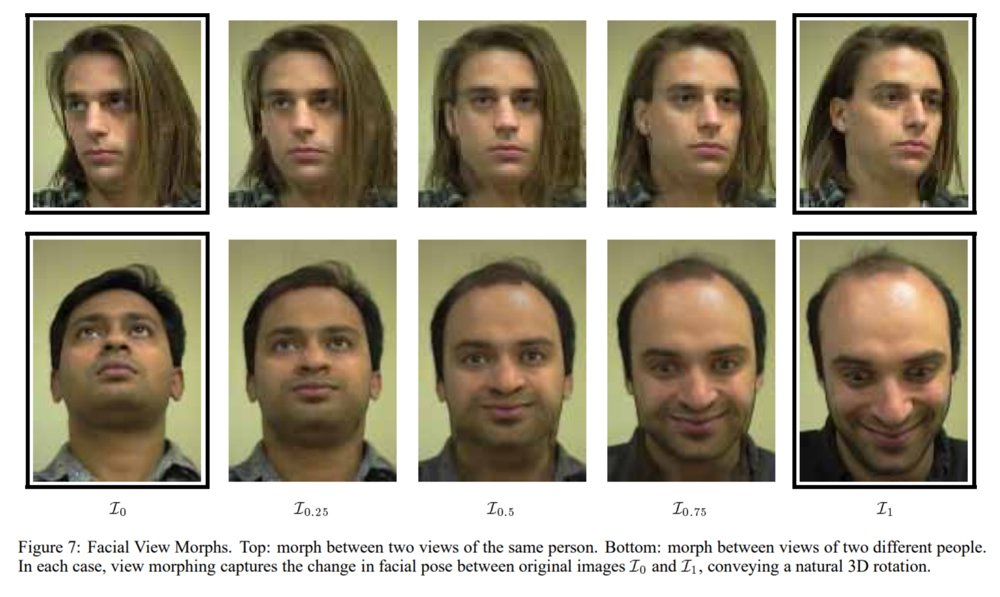 I₀ I₀.₂₅ I₀.₅ I₀.₇₅ I₁
Figure 7: Facial View Morphs. Top: morph between two views of the same person. Bottom: morph between views of two different people.
In each case, view morphing captures the change in facial pose between original images I₀ and I₁, conveying a natural 3D rotation.